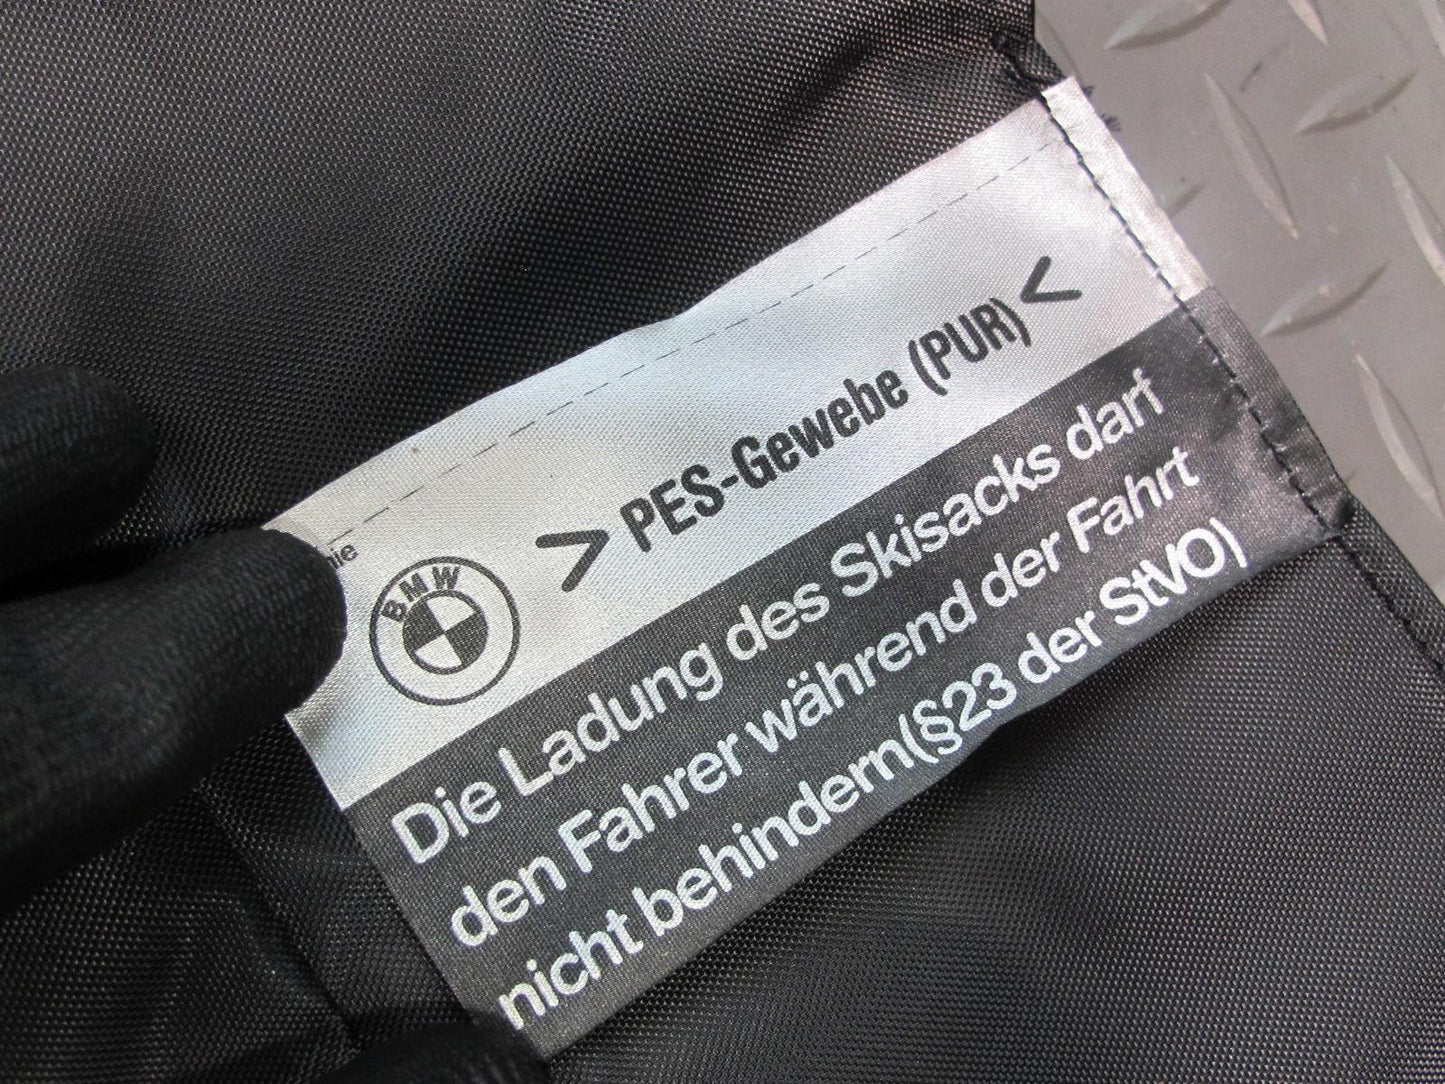 BMW
>PES-Gewebe (PUR)<
Die Ladung des Skisacks darf
den Fahrer während der Fahrt
nicht behindern(§23 der StVO)